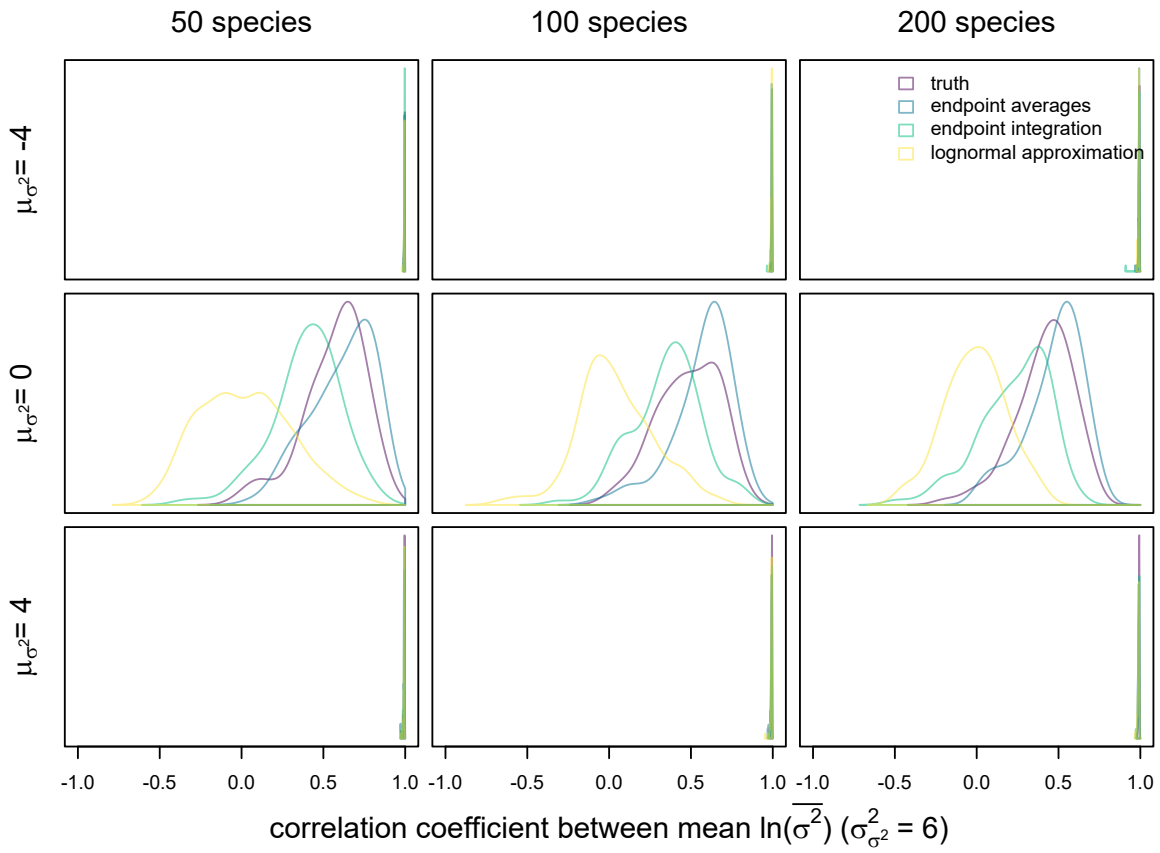 50 species 100 species 200 species
μσ²= -4
truth
endpoint averages
endpoint integration
lognormal approximation
μσ²= 0
μσ²= 4
-1.0 -0.5 0.0 0.5 1.0 -1.0 -0.5 0.0 0.5 1.0 -1.0 -0.5 0.0 0.5 1.0
correlation coefficient between mean ln(σ̅²) (σ²σ² = 6)